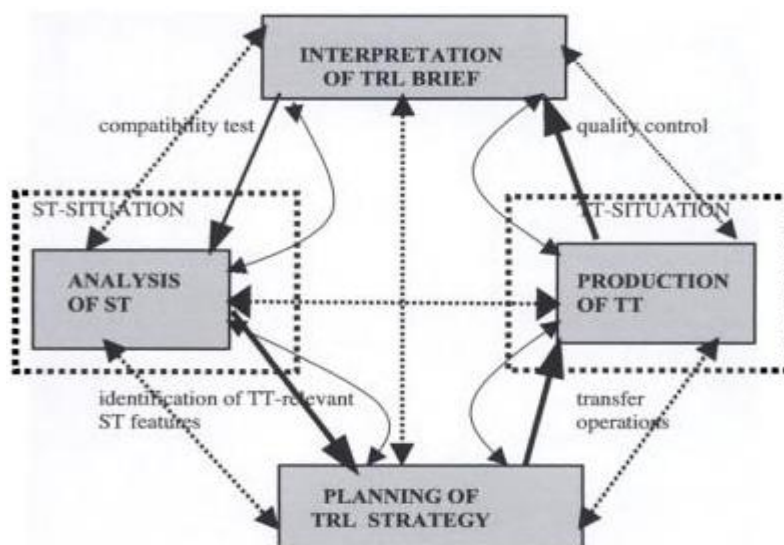 INTERPRETATION
OF TRL BRIEF
compatibility test
quality control
ST-SITUATION
TT-SITUATION
ANALYSIS
OF ST
PRODUCTION
OF TT
identification of TT-relevant
ST features
transfer
operations
PLANNING OF
TRL STRATEGY